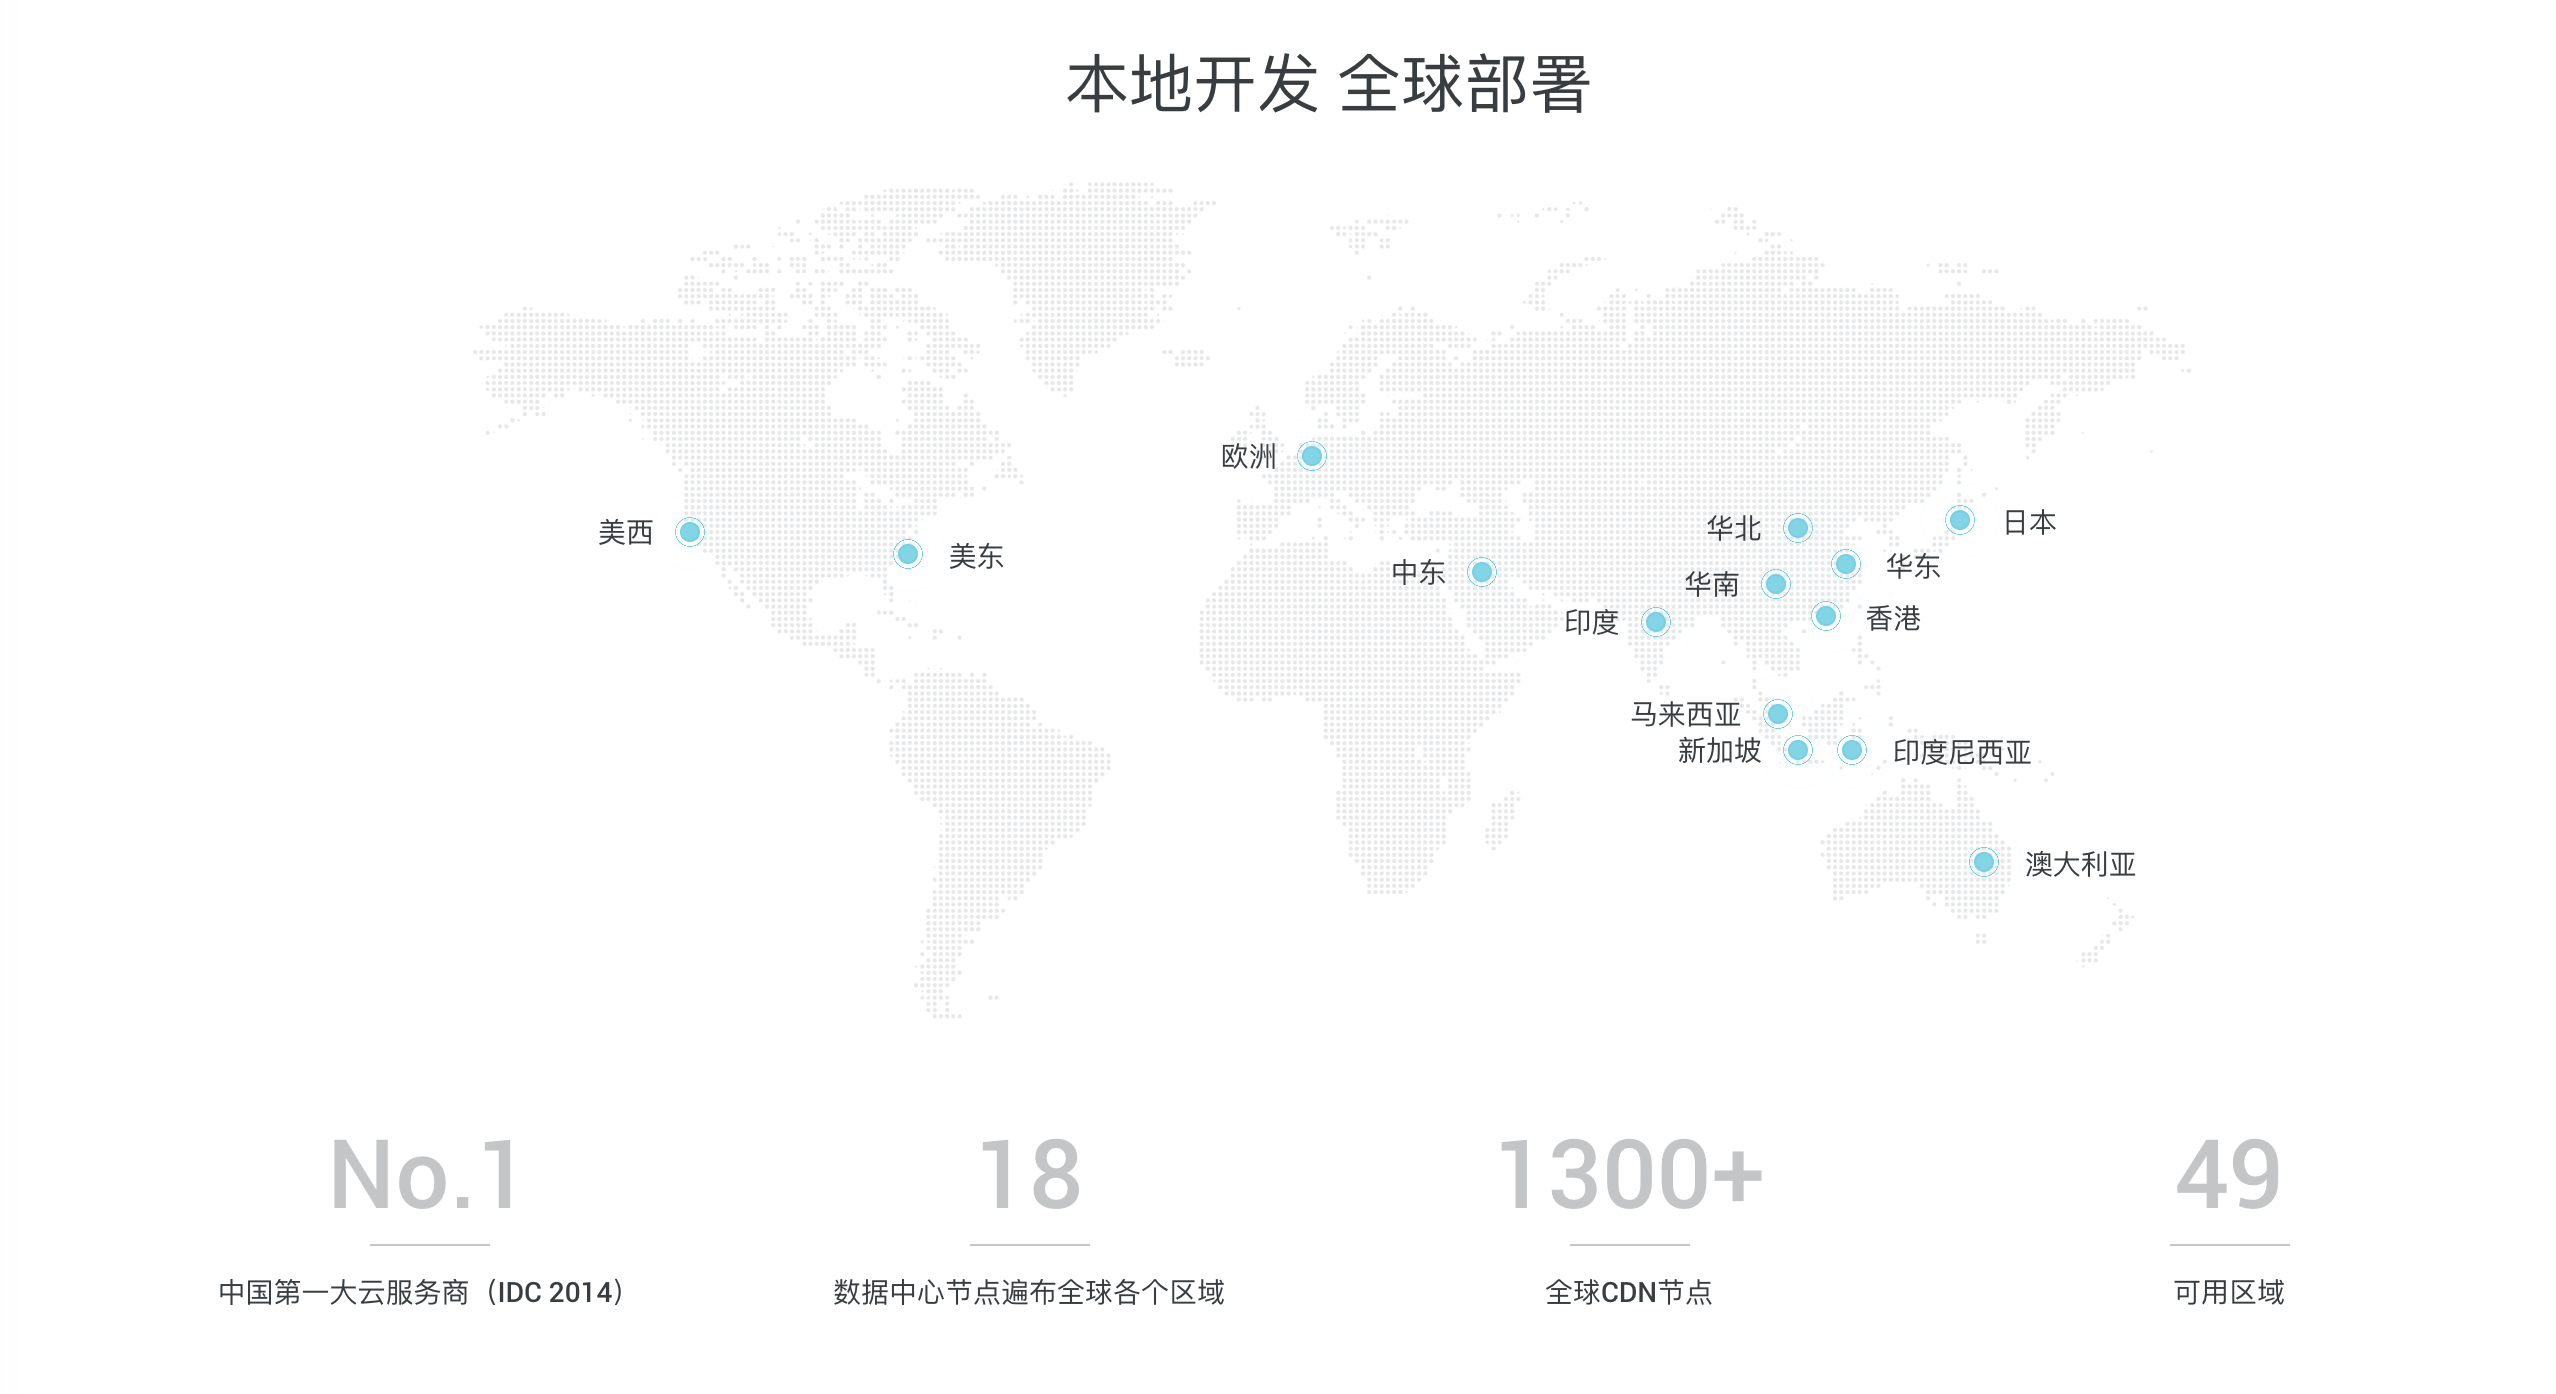 本地开发 全球部署
欧洲
美西
美东
中东
华北
日本
华东
华南
香港
印度
马来西亚
新加坡
印度尼西亚
澳大利亚
No.1
中国第一大云服务商（IDC 2014）
18
数据中心节点遍布全球各个区域
1300+
全球CDN节点
49
可用区域